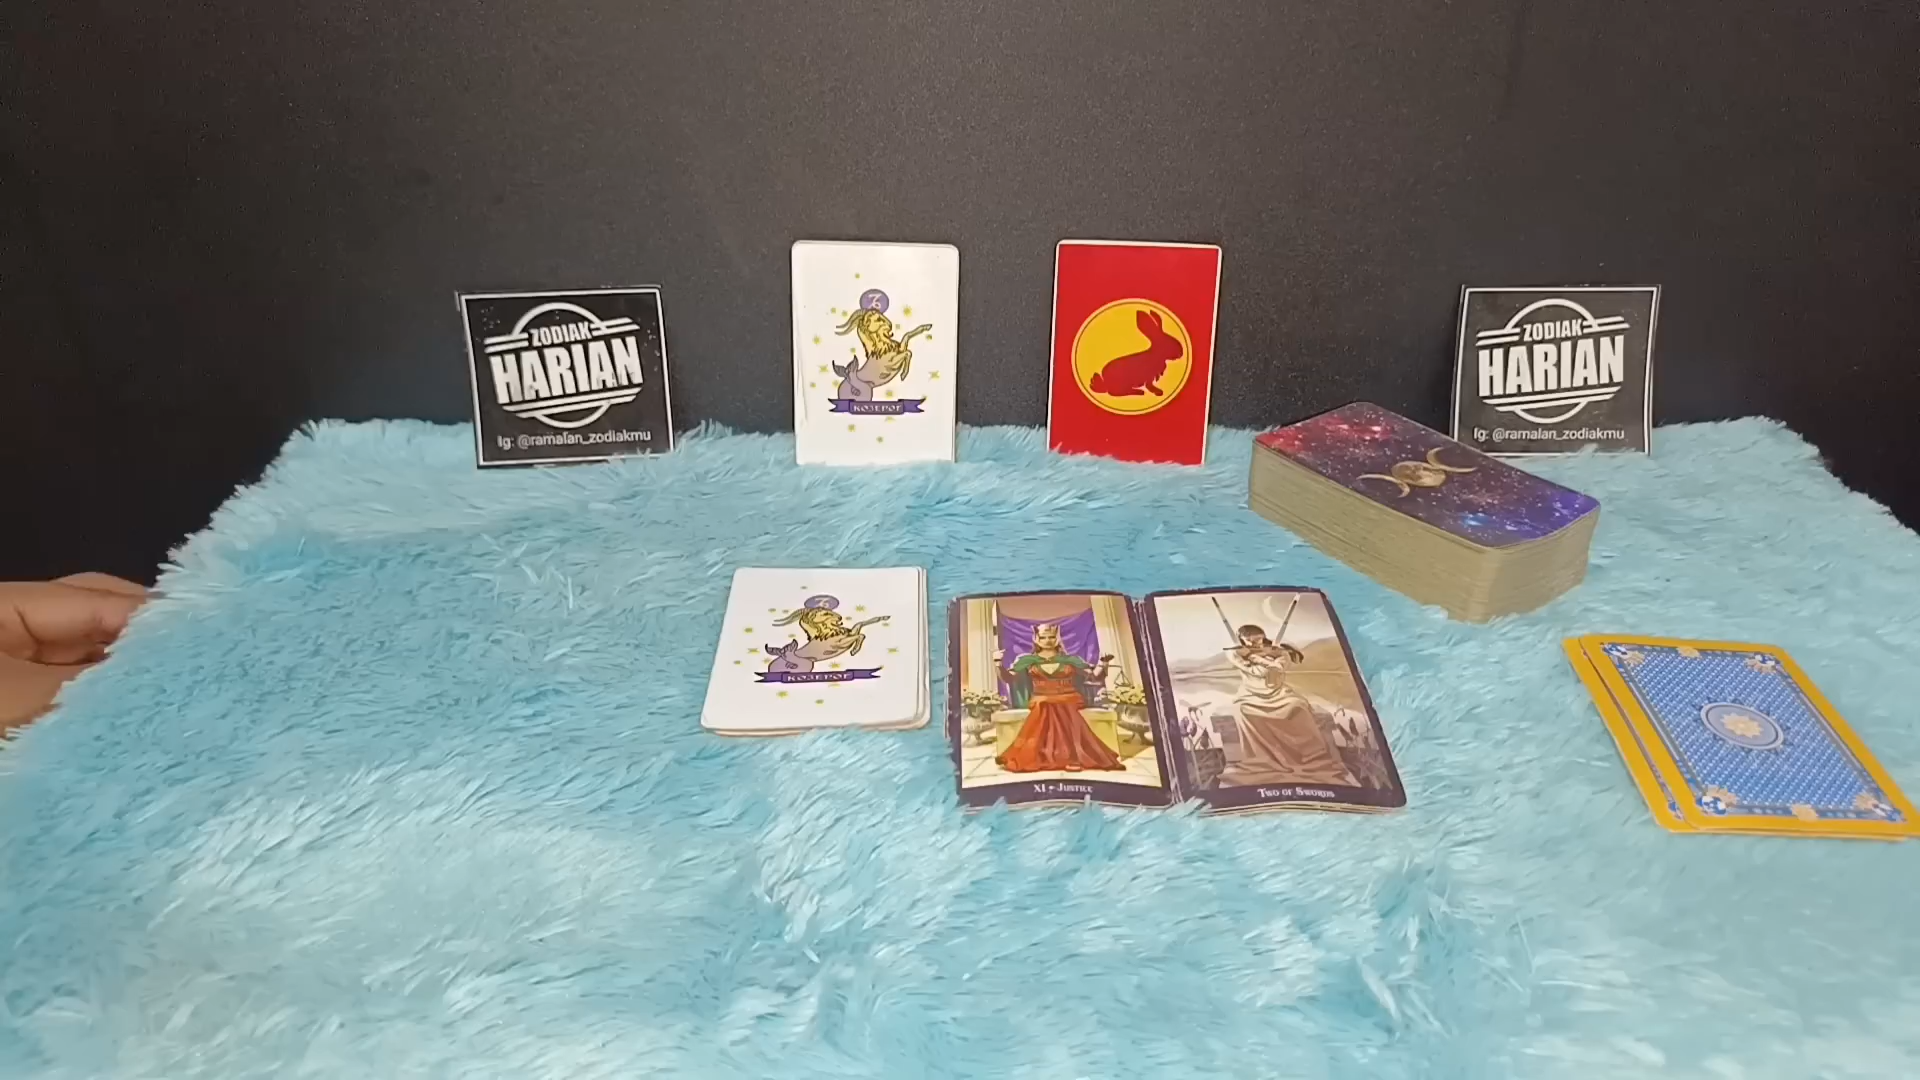 ZODIAK
HARIAN
Ig: @ramalan_zodiakmu
КОЗЕРОГ
ZODIAK
HARIAN
Ig: @ramalan_zodiakmu
КОЗЕРОГ
XI • JUSTICE
TWO OF SWORDS